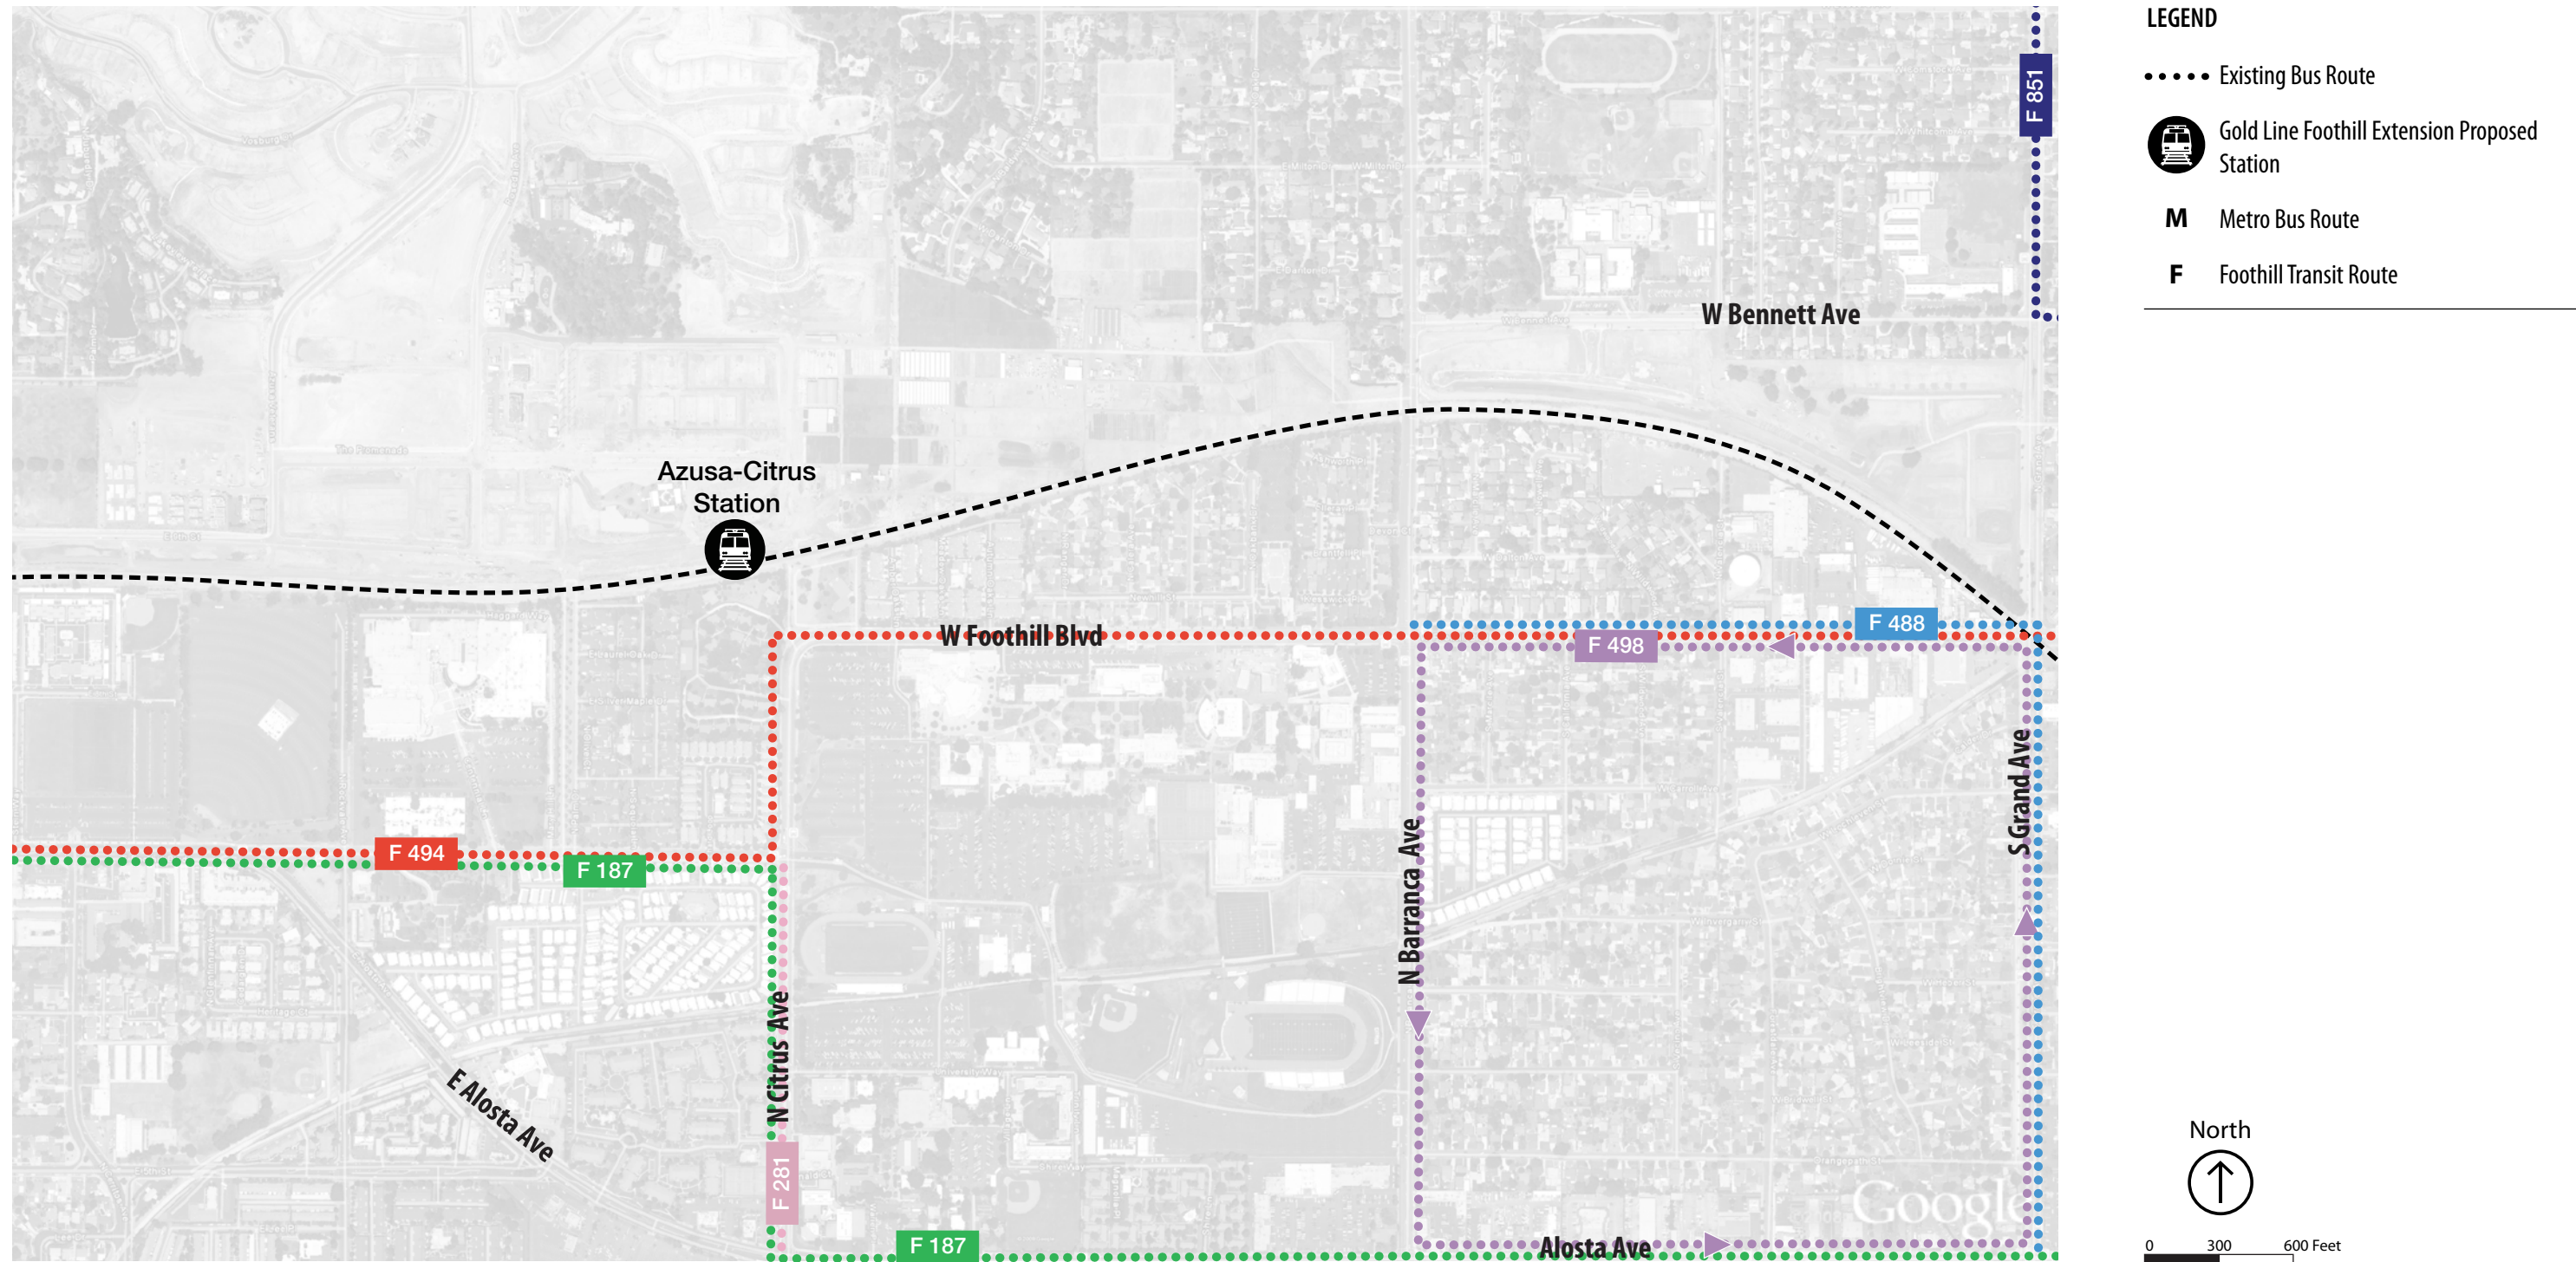 LEGEND
Existing Bus Route
Gold Line Foothill Extension Proposed
Station
M Metro Bus Route
F Foothill Transit Route
F 851
W Bennett Ave
The Promenade
Azusa-Citrus
Station
W Foothill Blvd
F 488
F 498
S Grand Ave
F 494
F 187
N Barranca Ave
N Citrus Ave
E Alosta Ave
F 281
F 187
Alosta Ave
Google
North
0 300 600 Feet